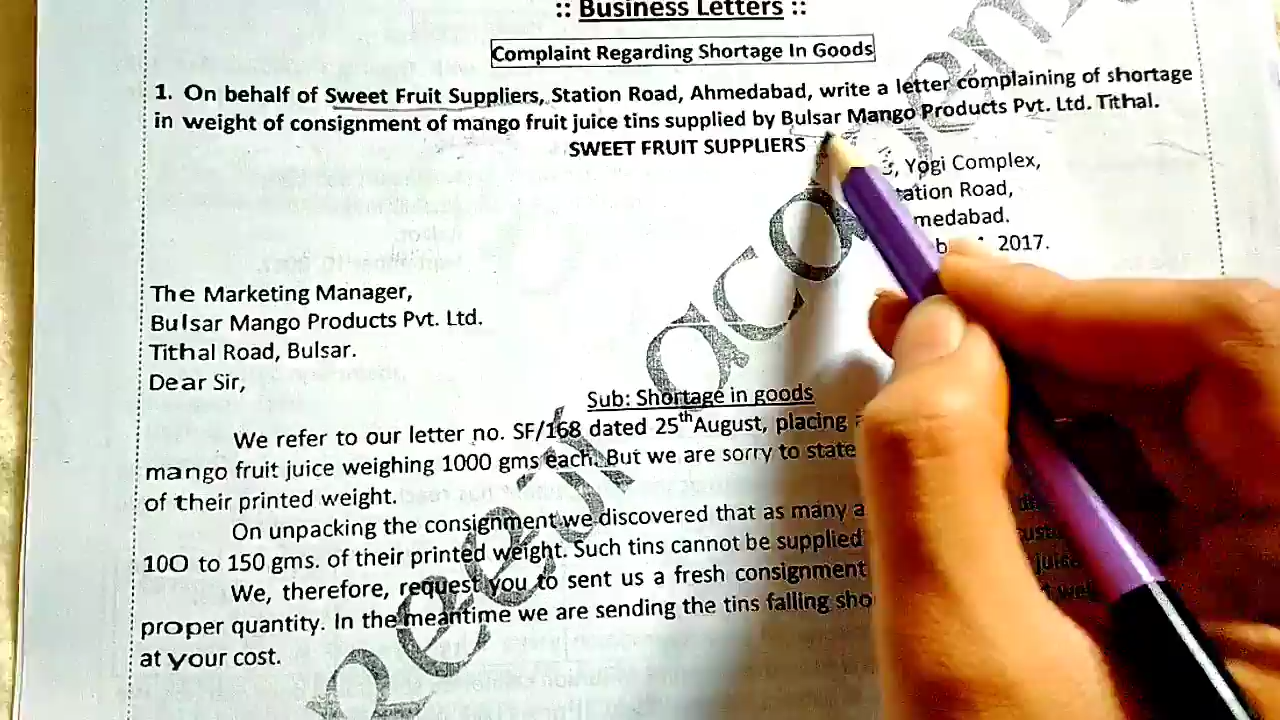 :: Business Letters ::
Complaint Regarding Shortage In Goods
1. On behalf of Sweet Fruit Suppliers, Station Road, Ahmedabad, write a letter complaining of shortage
in weight of consignment of mango fruit juice tins supplied by Bulsar Mango Products Pvt. Ltd. Tithal.
SWEET FRUIT SUPPLIERS
Yogi Complex,
Road,
2017.
The Marketing Manager,
Bulsar Mango Products Pvt. Ltd.
Tithal Road, Bulsar.
Dear Sir,
Sub: Shortage in goods
We refer to our letter no. SF/168 dated 25th August, placing
mango fruit juice weighing 1000 gms each. But we are sorry to state
of their printed weight.
On unpacking the consignment we discovered that as many a
100 to 150 gms. of their printed weight. Such tins cannot be supplied
We, therefore, request you to sent us a fresh consignment
proper quantity. In the meantime we are sending the tins falling
at your cost.